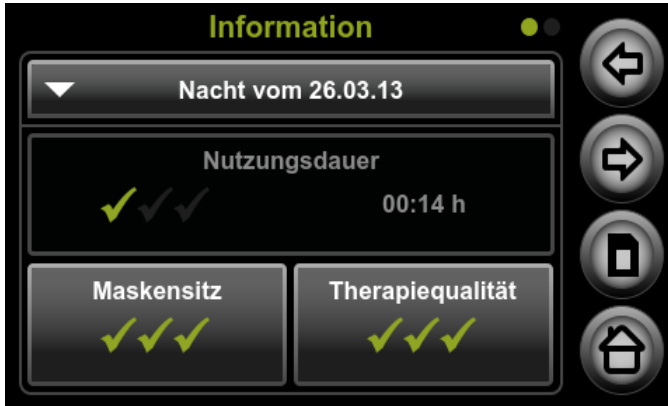 Information
Nacht vom 26.03.13
Nutzungsdauer
00:14 h
Maskensitz
Therapiequalität